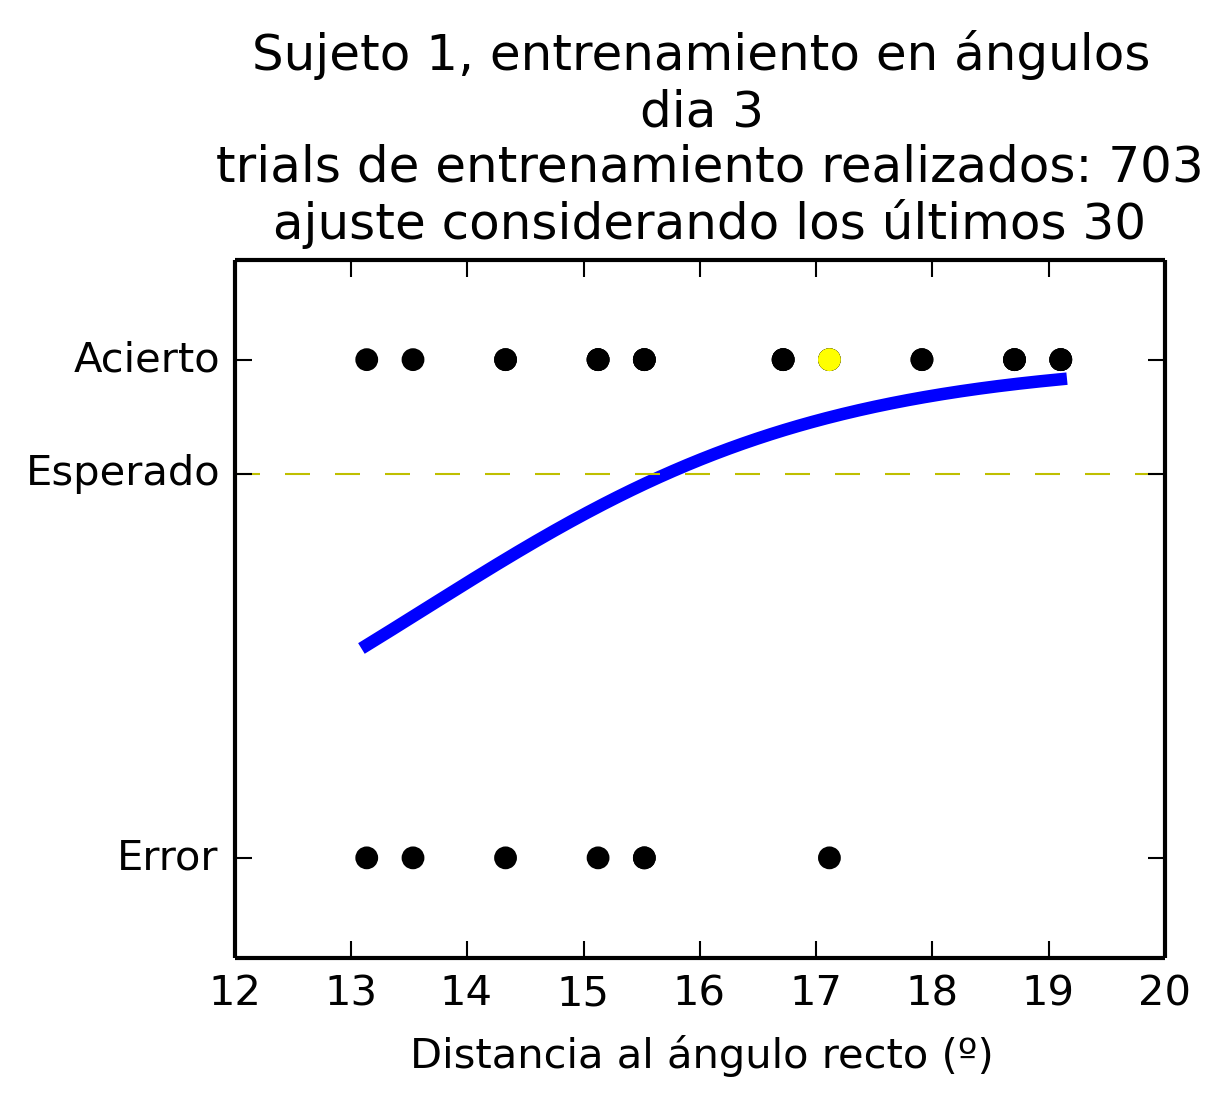 Sujeto 1, entrenamiento en ángulos
dia 3
trials de entrenamiento realizados: 703
ajuste considerando los últimos 30
Acierto
Esperado
Error
12 13 14 15 16 17 18 19 20
Distancia al ángulo recto (º)